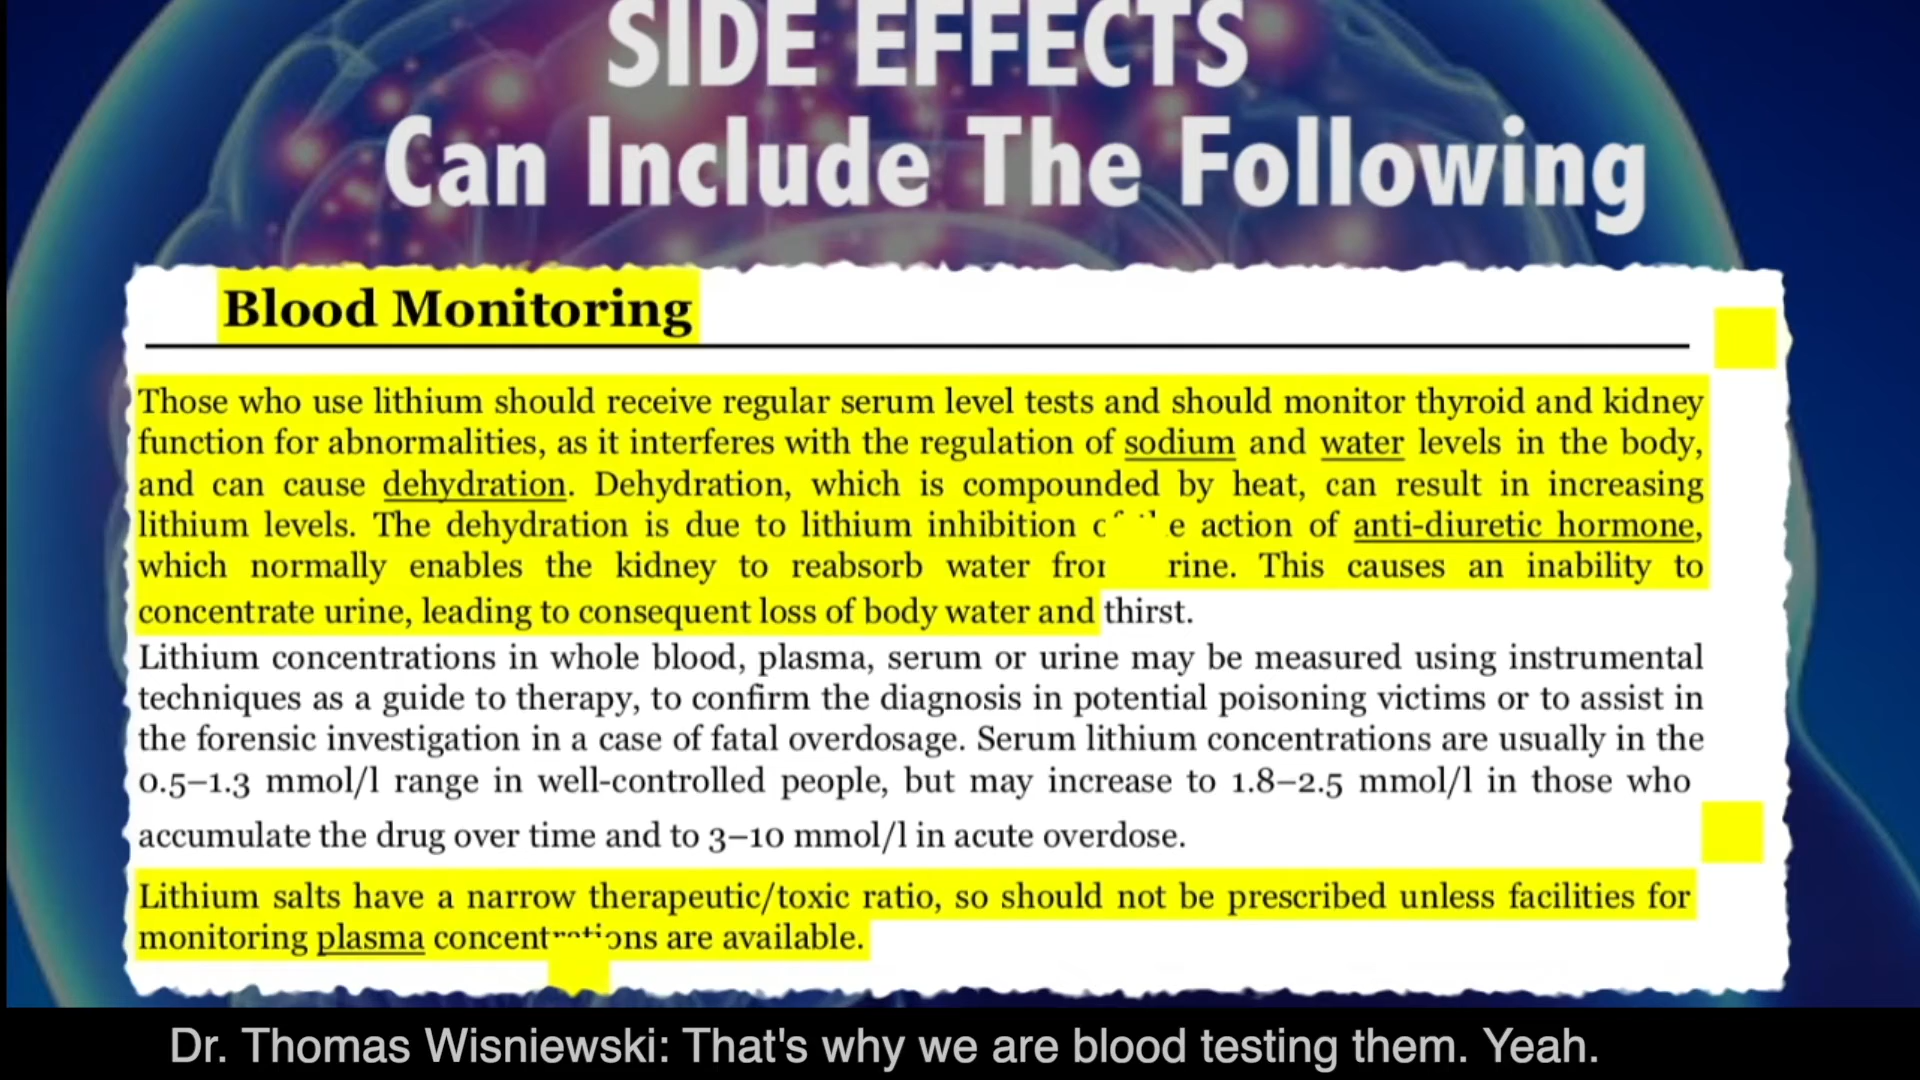 SIDE EFFECTS
Can Include The Following
Blood Monitoring
Those who use lithium should receive regular serum level tests and should monitor thyroid and kidney
function for abnormalities, as it interferes with the regulation of sodium and water levels in the body,
and can cause dehydration. Dehydration, which is compounded by heat, can result in increasing
lithium levels. The dehydration is due to lithium inhibition action of anti-diuretic hormone,
which normally enables the kidney to reabsorb water This causes an inability to
concentrate urine, leading to consequent loss of body water and thirst.
Lithium concentrations in whole blood, plasma, serum or urine may be measured using instrumental
techniques as a guide to therapy, to confirm the diagnosis in potential poisoning victims or to assist in
the forensic investigation in a case of fatal overdosage. Serum lithium concentrations are usually in the
0.5–1.3 mmol/l range in well-controlled people, but may increase to 1.8–2.5 mmol/l in those who
accumulate the drug over time and to 3–10 mmol/l in acute overdose.
Lithium salts have a narrow therapeutic/toxic ratio, so should not be prescribed unless facilities for
monitoring plasma concentrations are available.
Dr. Thomas Wisniewski: That's why we are blood testing them. Yeah.